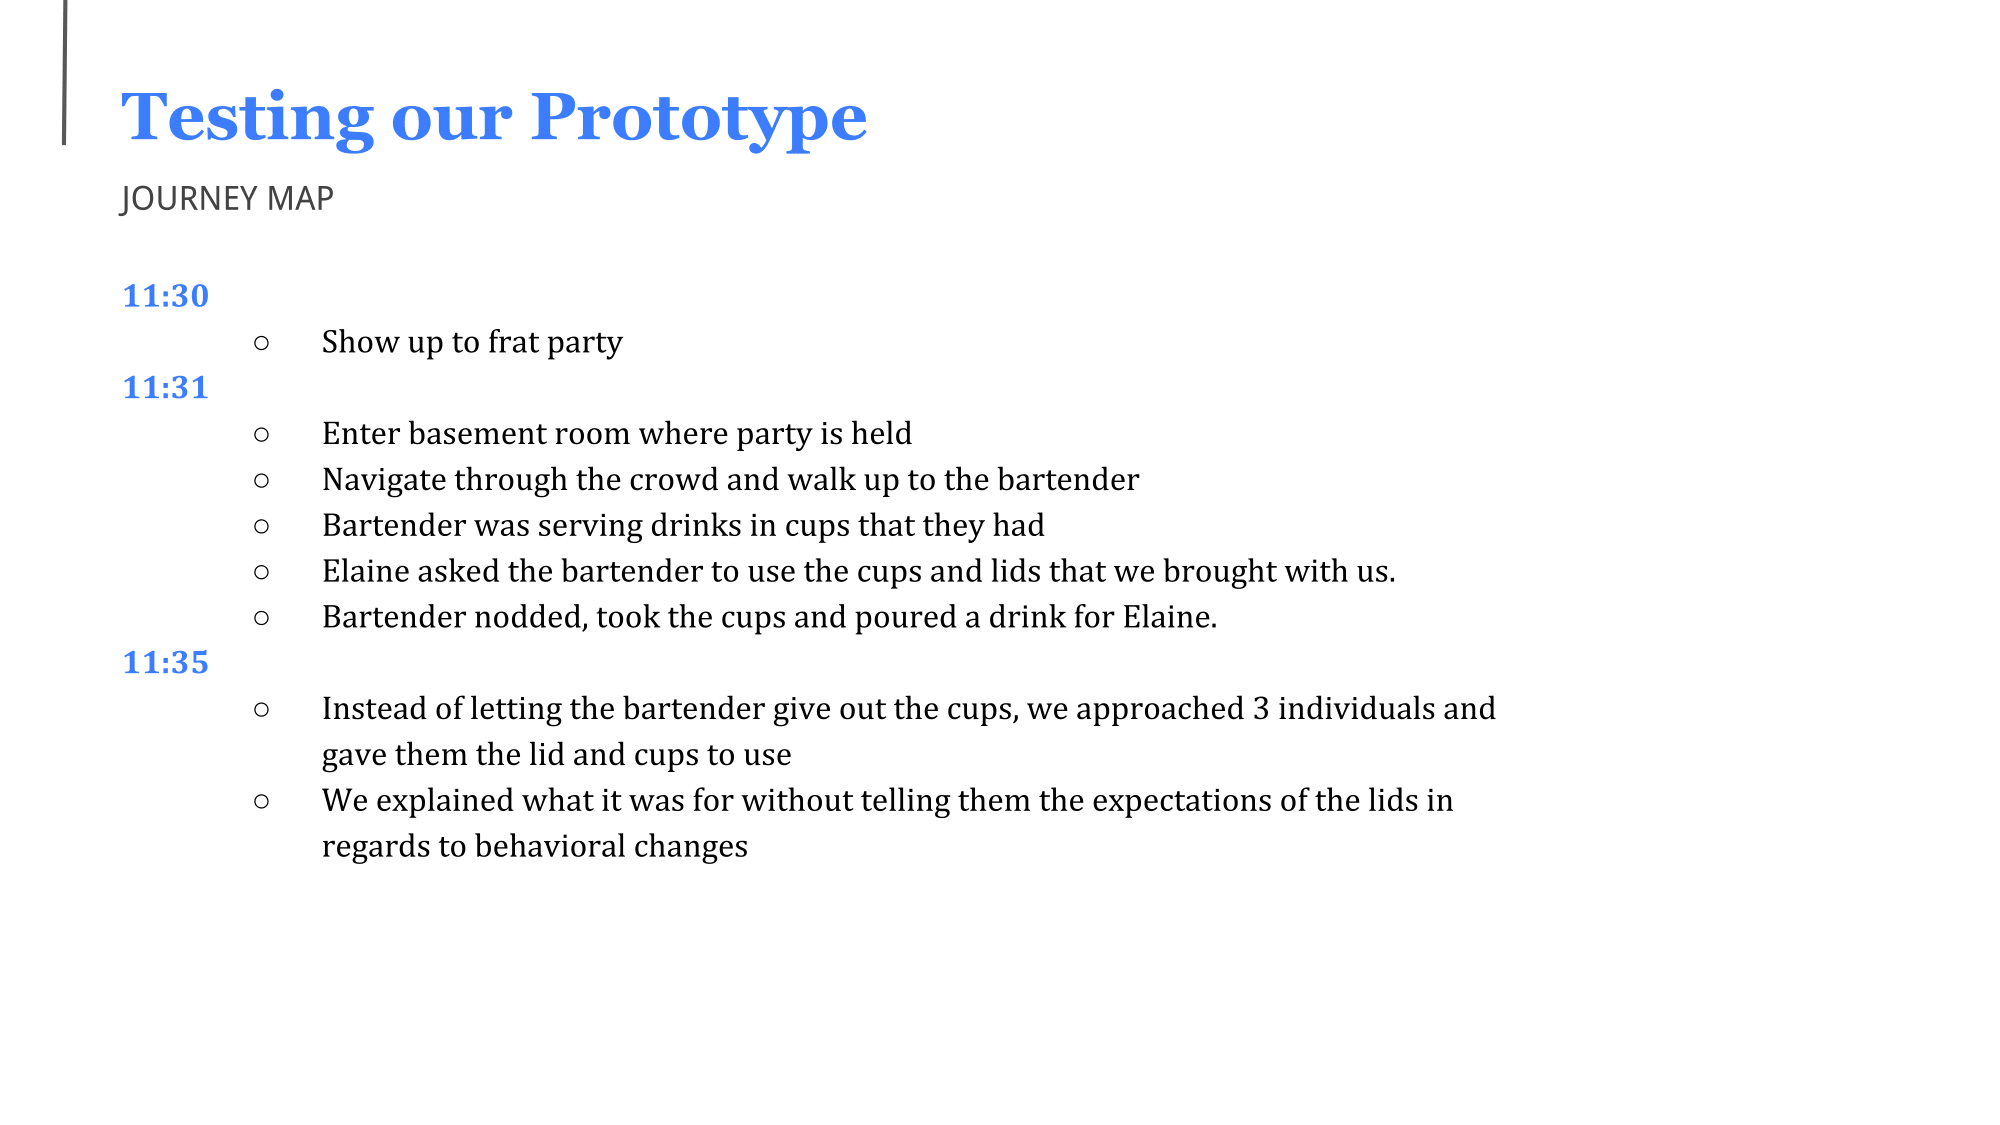 Testing our Prototype
JOURNEY MAP
11:30
○ Show up to frat party
11:31
○ Enter basement room where party is held
○ Navigate through the crowd and walk up to the bartender
○ Bartender was serving drinks in cups that they had
○ Elaine asked the bartender to use the cups and lids that we brought with us.
○ Bartender nodded, took the cups and poured a drink for Elaine.
11:35
○ Instead of letting the bartender give out the cups, we approached 3 individuals and
gave them the lid and cups to use
○ We explained what it was for without telling them the expectations of the lids in
regards to behavioral changes